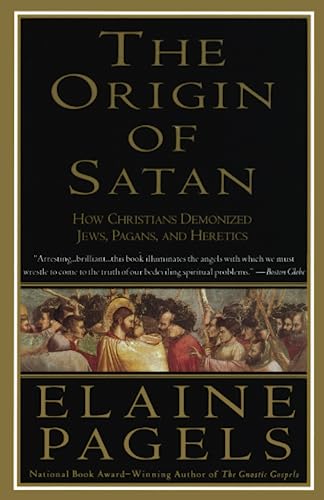 THE
ORIGIN
OF
SATAN
HOW CHRISTIANS DEMONIZED
JEWS, PAGANS, AND HERETICS
"Arresting...brilliant...this book illuminates the angels with which we must
wrestle to come to the truth of our bedeviling spiritual problems." —Boston Globe
ELAINE
PAGELS
National Book Award–Winning Author of The Gnostic Gospels